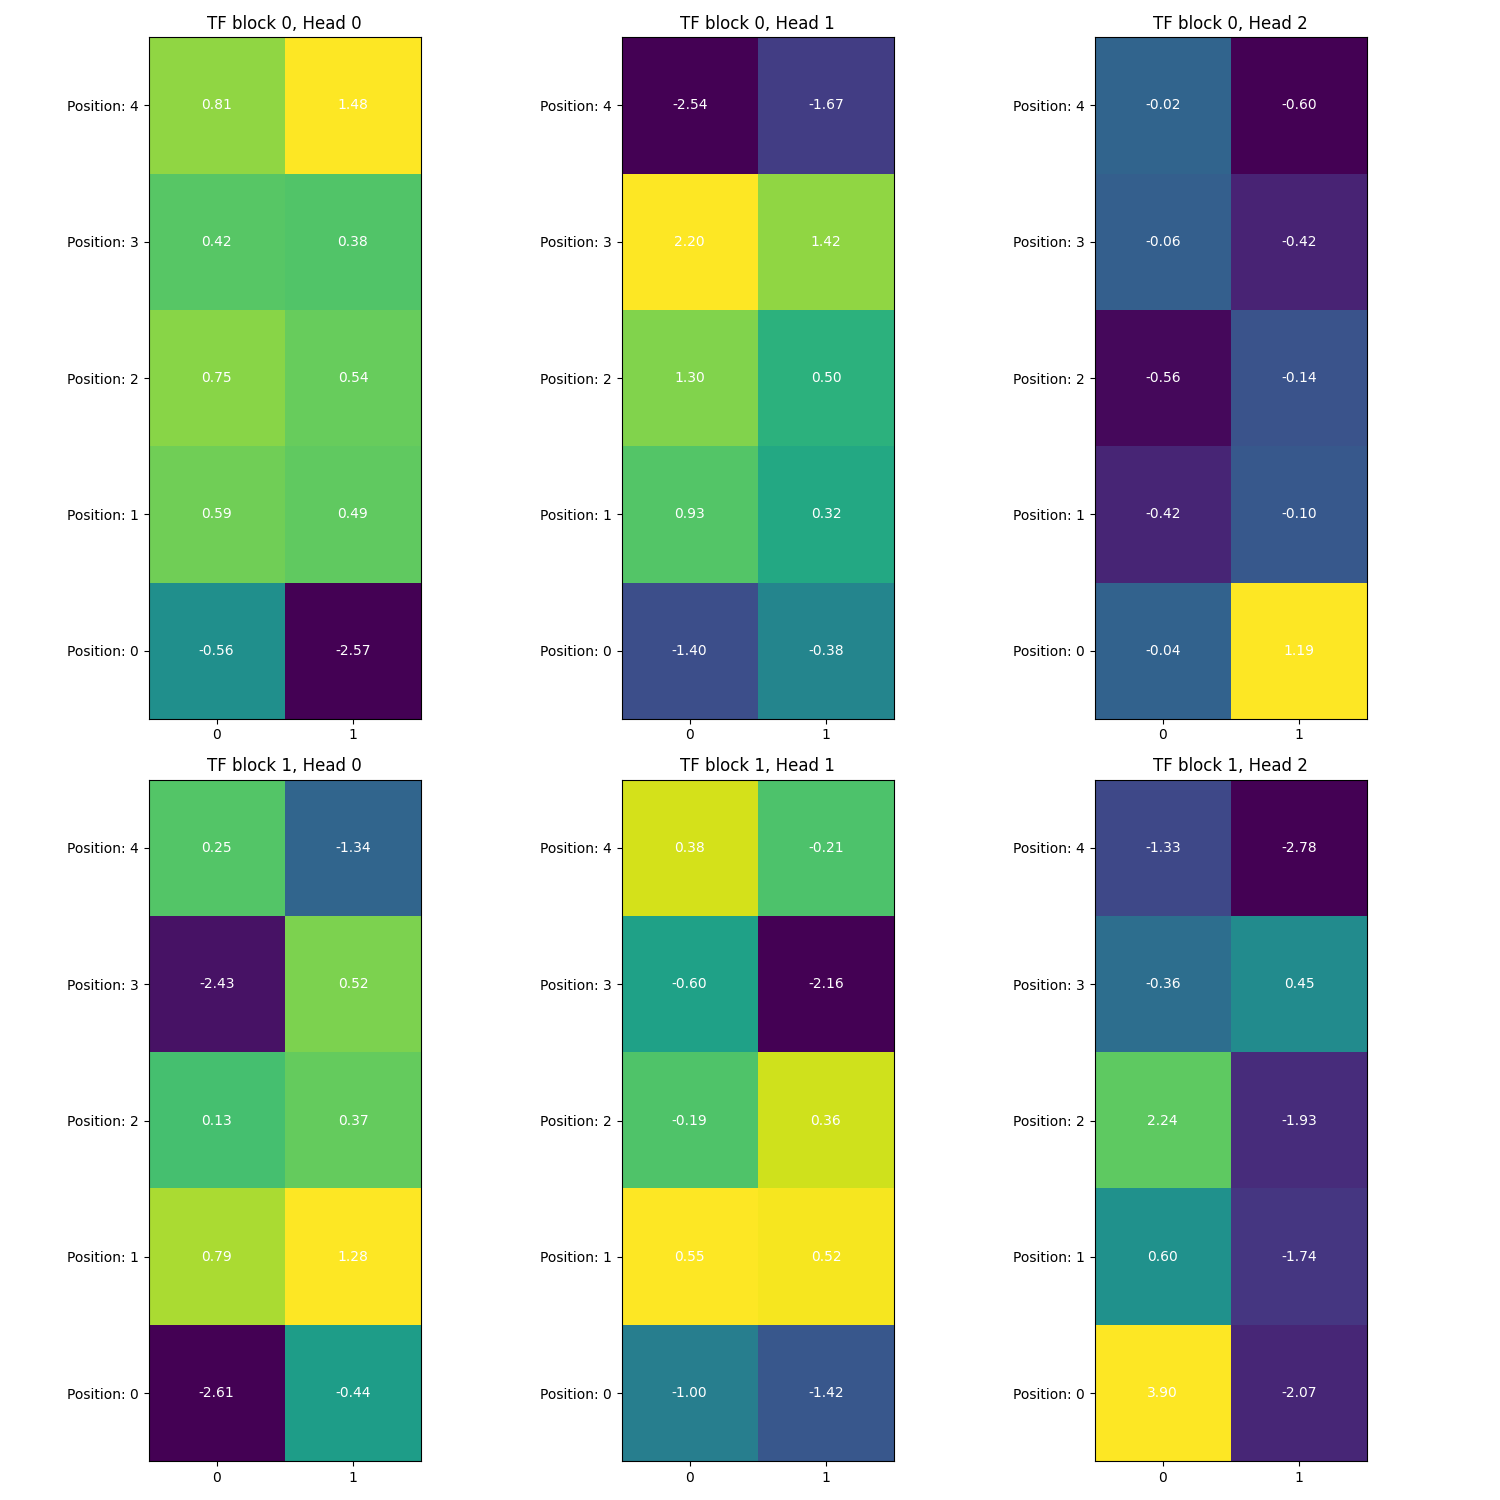 TF block 0, Head 0 TF block 0, Head 1 TF block 0, Head 2
Position: 4 0.81 1.48 Position: 4 -2.54 -1.67 Position: 4 -0.02 -0.60
Position: 3 0.42 0.38 Position: 3 2.20 1.42 Position: 3 -0.06 -0.42
Position: 2 0.75 0.54 Position: 2 1.30 0.50 Position: 2 -0.56 -0.14
Position: 1 0.59 0.49 Position: 1 0.93 0.32 Position: 1 -0.42 -0.10
Position: 0 -0.56 -2.57 Position: 0 -1.40 -0.38 Position: 0 -0.04 1.19
0 1 0 1 0 1
TF block 1, Head 0 TF block 1, Head 1 TF block 1, Head 2
Position: 4 0.25 -1.34 Position: 4 0.38 -0.21 Position: 4 -1.33 -2.78
Position: 3 -2.43 0.52 Position: 3 -0.60 -2.16 Position: 3 -0.36 0.45
Position: 2 0.13 0.37 Position: 2 -0.19 0.36 Position: 2 2.24 -1.93
Position: 1 0.79 1.28 Position: 1 0.55 0.52 Position: 1 0.60 -1.74
Position: 0 -2.61 -0.44 Position: 0 -1.00 -1.42 Position: 0 3.90 -2.07
0 1 0 1 0 1